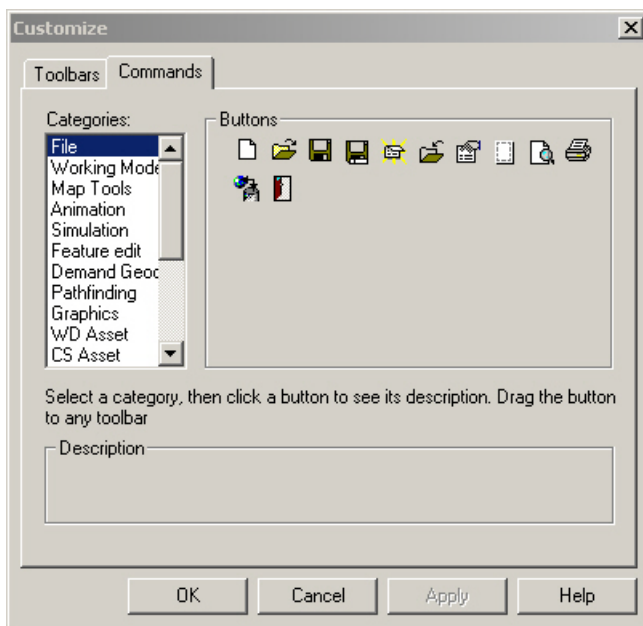 Customize
Toolbars
Commands
Categories:
File
Working Mode
Map Tools
Animation
Simulation
Feature edit
Demand Geoc
Pathfinding
Graphics
WD Asset
CS Asset
Buttons
Select a category, then click a button to see its description. Drag the button
to any toolbar
Description
OK
Cancel
Apply
Help